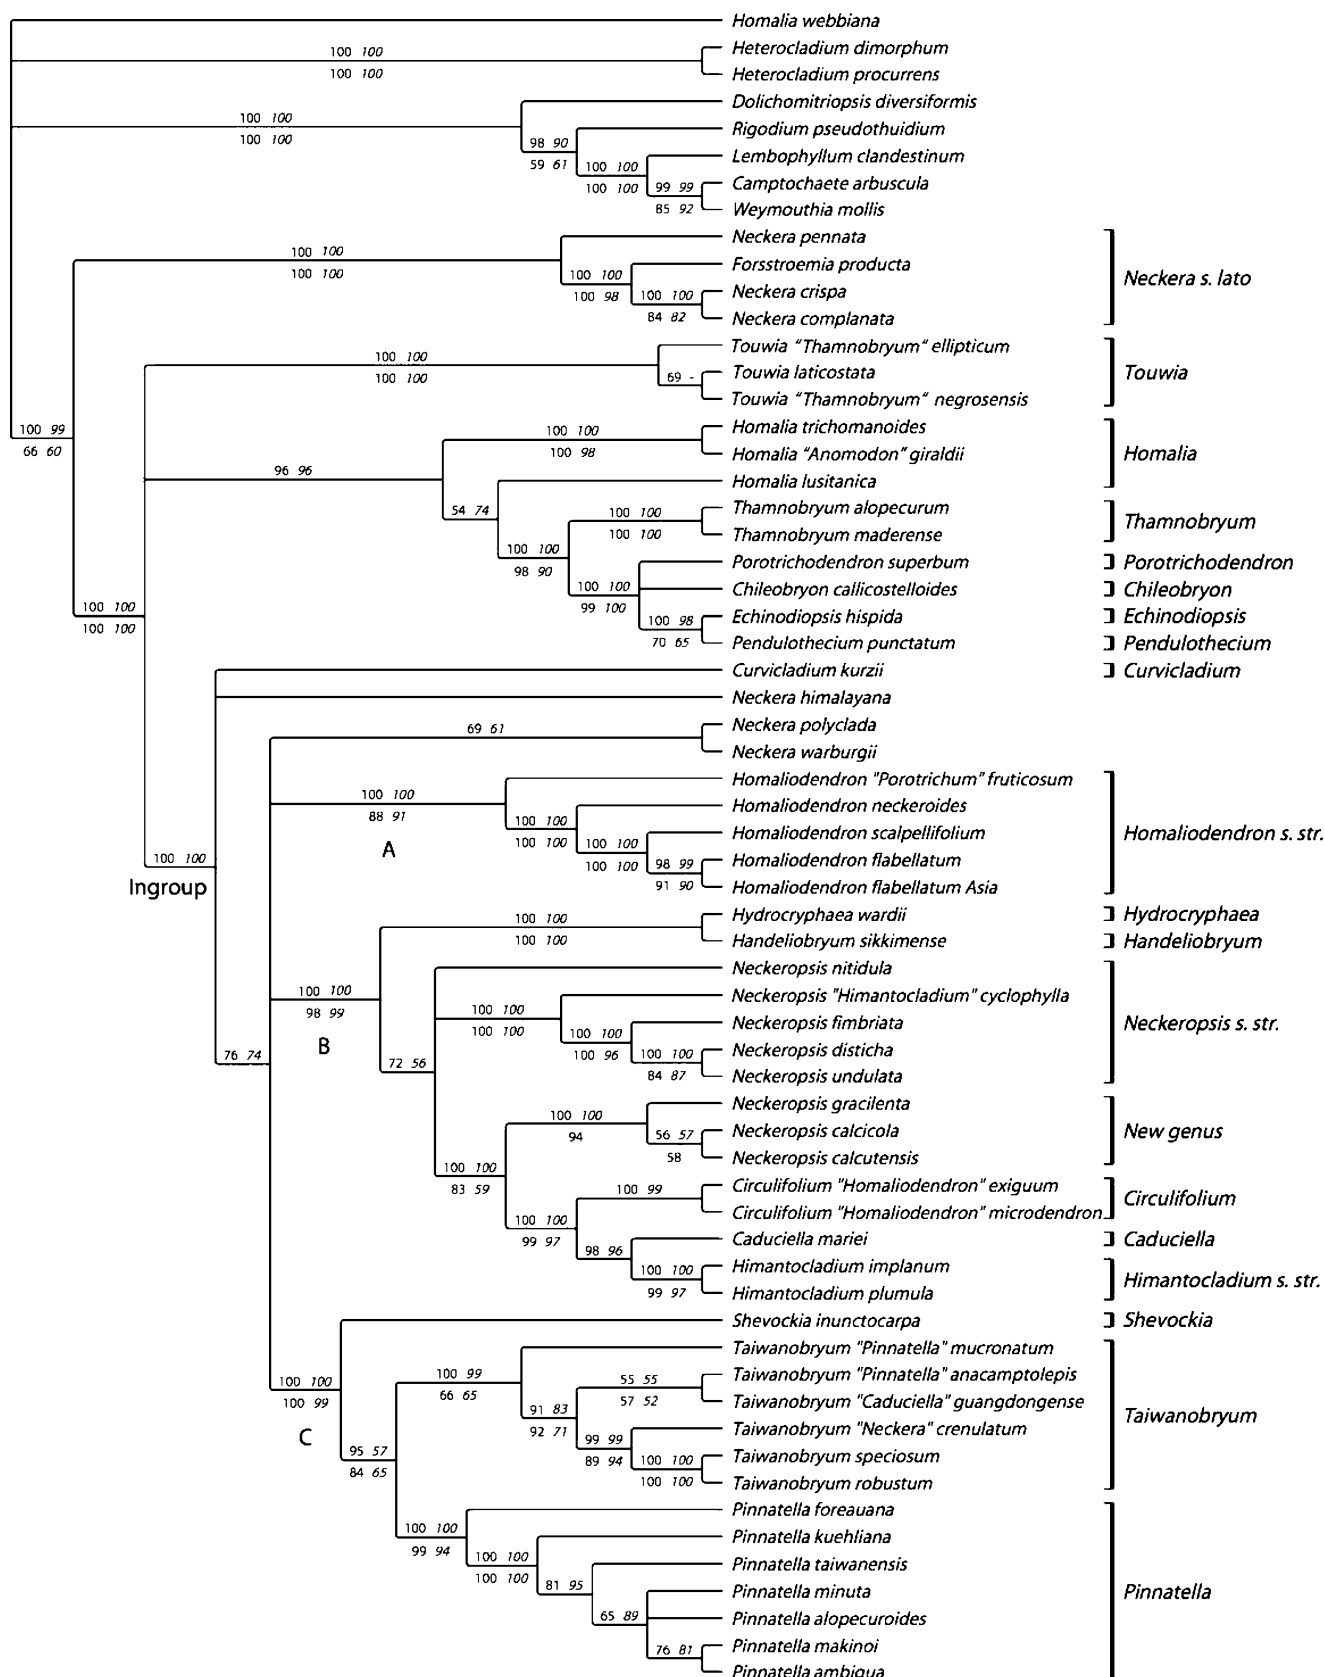 Homalia webbiana
100 100
100 100
Heterocladium dimorphum
Heterocladium procurrens
100 100
100 100
Dolichomitriopsis diversiformis
98 90
59 61
Rigodium pseudothuidium
100 100
100 100
Lembophyllum clandestinum
99 99
85 92
Camptochaete arbuscula
Weymouthia mollis
100 99
66 60
100 100
100 100
Neckera pennata
100 100
100 98
Forsstroemia producta
100 100
84 82
Neckera crispa
Neckera complanata
Neckera s. lato
100 100
100 100
100 100
100 100
Touwia “Thamnobryum“ ellipticum
69 -
Touwia laticostata
Touwia “Thamnobryum“ negrosensis
Touwia
96 96
100 100
100 98
Homalia trichomanoides
Homalia “Anomodon” giraldii
54 74
Homalia lusitanica
Homalia
100 100
98 90
100 100
100 100
Thamnobryum alopecurum
Thamnobryum maderense
Thamnobryum
100 100
99 100
Porotrichodendron superbum
Porotrichodendron
Chileobryon callicostelloides
Chileobryon
100 98
70 65
Echinodiopsis hispida
Echinodiopsis
Pendulothecium punctatum
Pendulothecium
100 100
Ingroup
Curvicladium kurzii
Curvicladium
Neckera himalayana
76 74
69 61
Neckera polyclada
Neckera warburgii
100 100
88 91
A
Homaliodendron "Porotrichum" fruticosum
100 100
100 100
Homaliodendron neckeroides
100 100
100 100
Homaliodendron scalpellifolium
98 99
91 90
Homaliodendron flabellatum
Homaliodendron flabellatum Asia
Homaliodendron s. str.
100 100
98 99
B
100 100
100 100
Hydrocryphaea wardii
Hydrocryphaea
Handeliobryum sikkimense
Handeliobryum
72 56
Neckeropsis nitidula
100 100
100 100
Neckeropsis "Himantocladium" cyclophylla
100 100
100 96
Neckeropsis fimbriata
100 100
84 87
Neckeropsis disticha
Neckeropsis undulata
Neckeropsis s. str.
100 100
83 59
100 100
94
Neckeropsis gracilenta
56 57
58
Neckeropsis calcicola
Neckeropsis calcutensis
New genus
100 100
99 97
100 99
Circulifolium "Homaliodendron" exiguum
Circulifolium "Homaliodendron" microdendron
Circulifolium
98 96
Caduciella mariei
Caduciella
100 100
99 97
Himantocladium implanum
Himantocladium plumula
Himantocladium s. str.
100 100
100 99
C
Shevockia inunctocarpa
Shevockia
95 57
84 65
100 99
66 65
Taiwanobryum "Pinnatella" mucronatum
91 83
92 71
55 55
57 52
Taiwanobryum "Pinnatella" anacamptolepis
Taiwanobryum "Caduciella" guangdongense
99 99
89 94
Taiwanobryum "Neckera" crenulatum
100 100
100 100
Taiwanobryum speciosum
Taiwanobryum robustum
Taiwanobryum
100 100
99 94
Pinnatella foreauana
100 100
100 100
Pinnatella kuehliana
81 95
Pinnatella taiwanensis
65 89
Pinnatella minuta
Pinnatella alopecuroides
76 81
Pinnatella makinoi
Pinnatella ambigua
Pinnatella